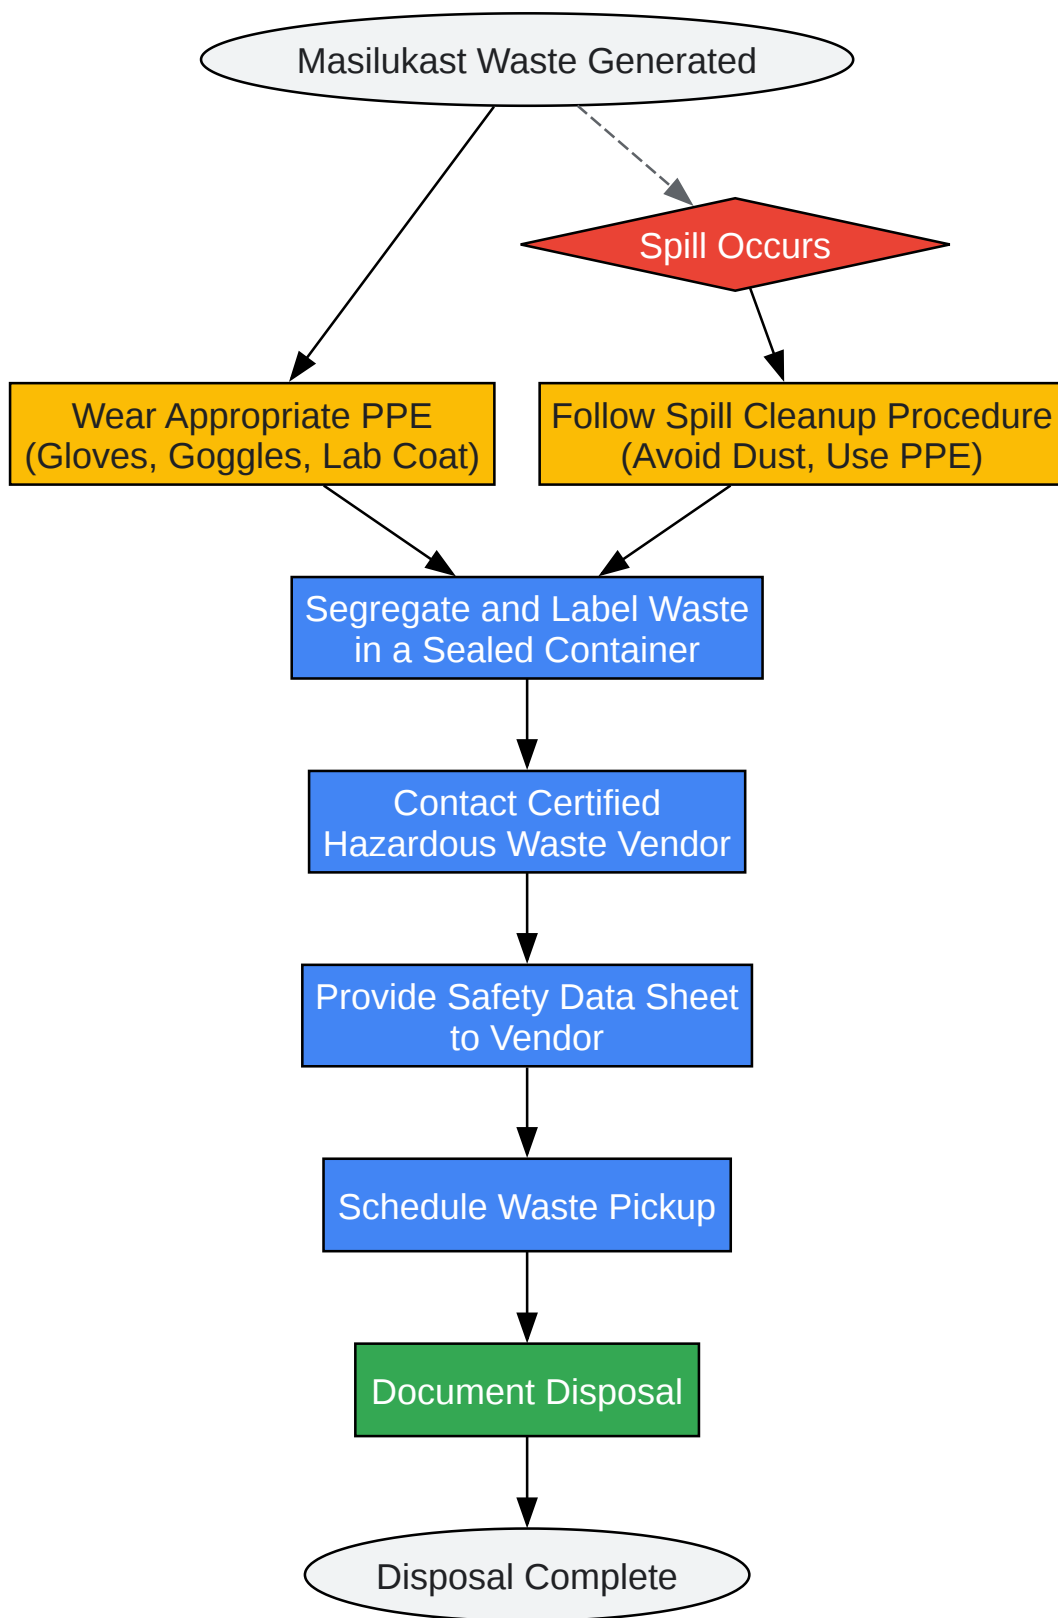 Masilukast Waste Generated
Spill Occurs
Wear Appropriate PPE
(Gloves, Goggles, Lab Coat)
Follow Spill Cleanup Procedure
(Avoid Dust, Use PPE)
Segregate and Label Waste
in a Sealed Container
Contact Certified
Hazardous Waste Vendor
Provide Safety Data Sheet
to Vendor
Schedule Waste Pickup
Document Disposal
Disposal Complete